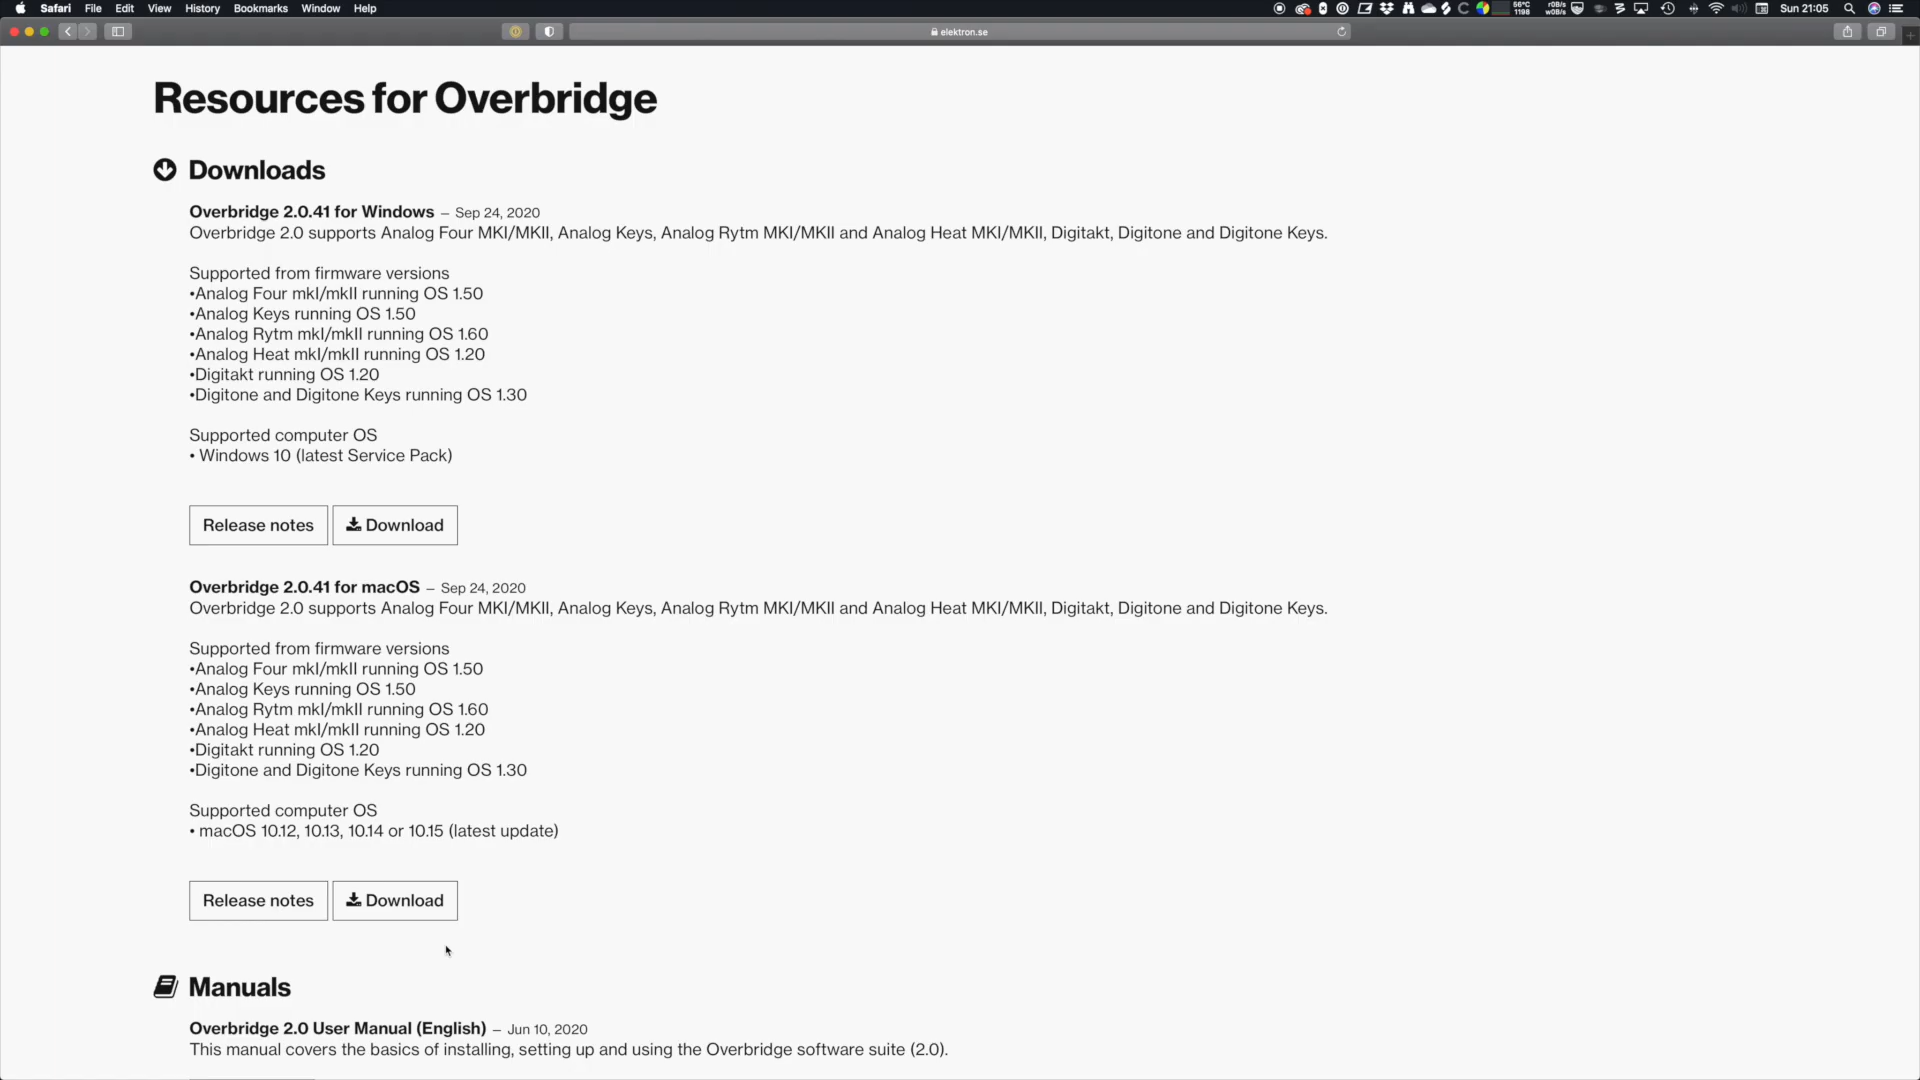 Safari File Edit View History Bookmarks Window Help
56°C
1198
r0B/s
w0B/s
Sun 21:05
elektron.se
Resources for Overbridge
Downloads
Overbridge 2.0.41 for Windows – Sep 24, 2020
Overbridge 2.0 supports Analog Four MKI/MKII, Analog Keys, Analog Rytm MKI/MKII and Analog Heat MKI/MKII, Digitakt, Digitone and Digitone Keys.
Supported from firmware versions
•Analog Four mkI/mkII running OS 1.50
•Analog Keys running OS 1.50
•Analog Rytm mkI/mkII running OS 1.60
•Analog Heat mkI/mkII running OS 1.20
•Digitakt running OS 1.20
•Digitone and Digitone Keys running OS 1.30
Supported computer OS
• Windows 10 (latest Service Pack)
Release notes Download
Overbridge 2.0.41 for macOS – Sep 24, 2020
Overbridge 2.0 supports Analog Four MKI/MKII, Analog Keys, Analog Rytm MKI/MKII and Analog Heat MKI/MKII, Digitakt, Digitone and Digitone Keys.
Supported from firmware versions
•Analog Four mkI/mkII running OS 1.50
•Analog Keys running OS 1.50
•Analog Rytm mkI/mkII running OS 1.60
•Analog Heat mkI/mkII running OS 1.20
•Digitakt running OS 1.20
•Digitone and Digitone Keys running OS 1.30
Supported computer OS
• macOS 10.12, 10.13, 10.14 or 10.15 (latest update)
Release notes Download
Manuals
Overbridge 2.0 User Manual (English) – Jun 10, 2020
This manual covers the basics of installing, setting up and using the Overbridge software suite (2.0).